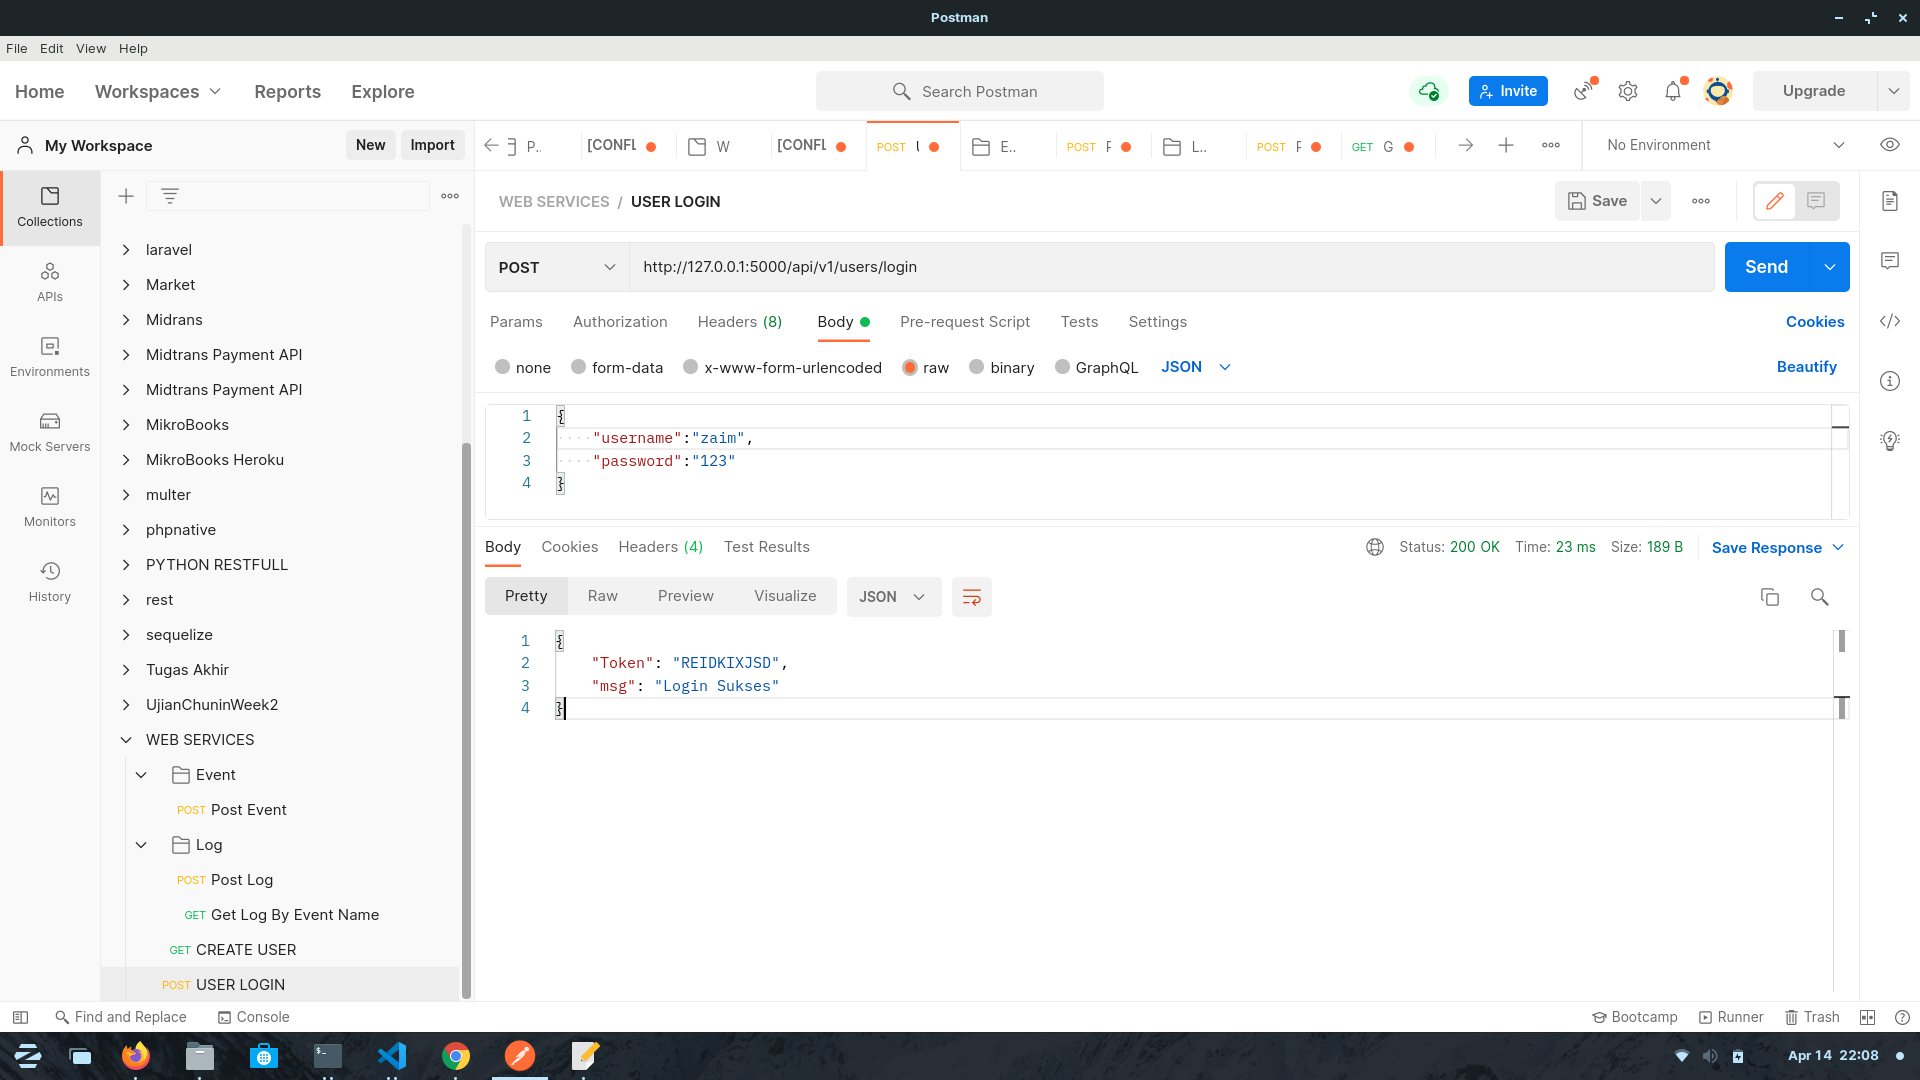 Postman
File Edit View Help
Home Workspaces Reports Explore
Search Postman
Invite
Upgrade
My Workspace
New
Import
P..
[CONFL
W
[CONFL
POST
E..
POST
L..
POST
GET G
No Environment
Collections
APIs
Environments
Mock Servers
Monitors
History
laravel
Market
Midrans
Midtrans Payment API
Midtrans Payment API
MikroBooks
MikroBooks Heroku
multer
phpnative
PYTHON RESTFULL
rest
sequelize
Tugas Akhir
UjianChuninWeek2
WEB SERVICES
Event
POST Post Event
Log
POST Post Log
GET Get Log By Event Name
GET CREATE USER
POST USER LOGIN
WEB SERVICES / USER LOGIN
Save
POST
http://127.0.0.1:5000/api/v1/users/login
Send
Params Authorization Headers (8) Body Pre-request Script Tests Settings
Cookies
none form-data x-www-form-urlencoded raw binary GraphQL JSON
Beautify
1 {
2 "username":"zaim",
3 "password":"123"
4 }
Body Cookies Headers (4) Test Results
Status: 200 OK Time: 23 ms Size: 189 B
Save Response
Pretty Raw Preview Visualize JSON
1 {
2 "Token": "REIDKIXJSD",
3 "msg": "Login Sukses"
4 }
Find and Replace Console
Bootcamp Runner Trash
Apr 14 22:08